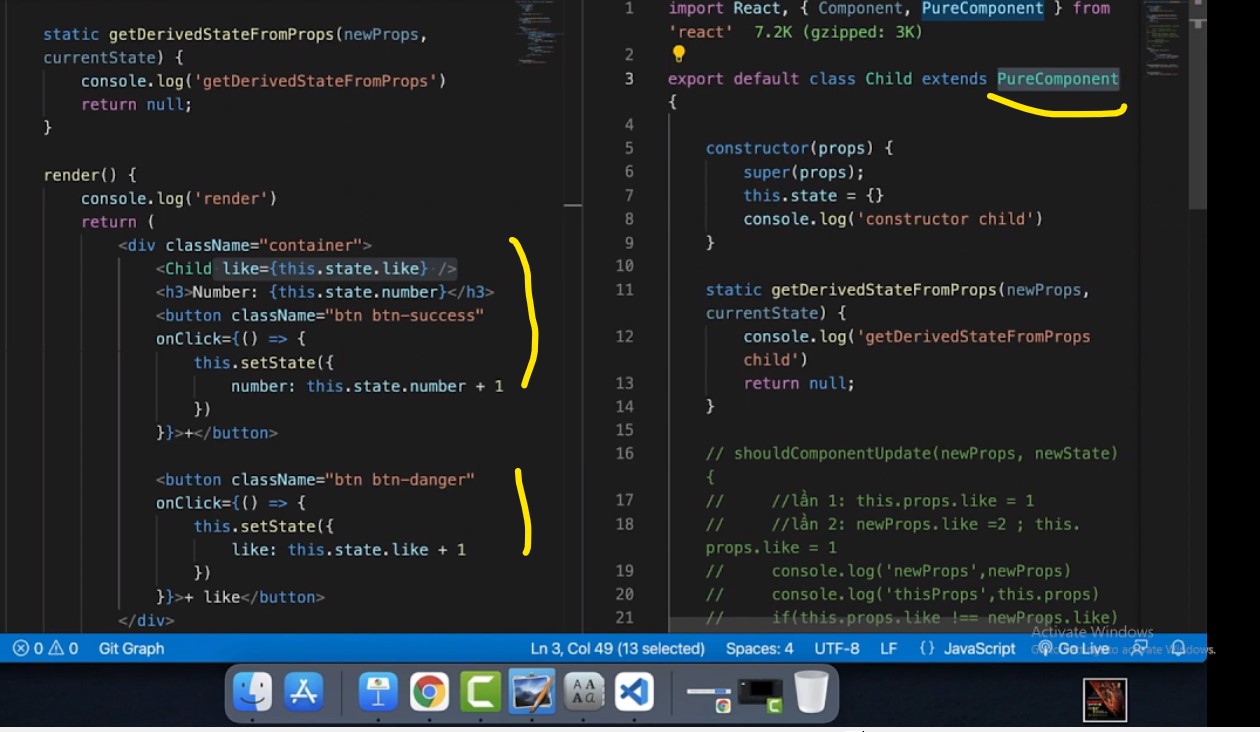 static getDerivedStateFromProps(newProps,
currentState) {
console.log('getDerivedStateFromProps')
return null;
}
render() {
console.log('render')
return (
<div className="container">
<Child like={this.state.like} />
<h3>Number: {this.state.number}</h3>
<button className="btn btn-success"
onClick={() => {
this.setState({
number: this.state.number + 1
})
}}>+</button>
<button className="btn btn-danger"
onClick={() => {
this.setState({
like: this.state.like + 1
})
}}>+ like</button>
</div>
1 import React, { Component, PureComponent } from
'react' 7.2K (gzipped: 3K)
2
3 export default class Child extends PureComponent
{
4
5 constructor(props) {
6 super(props);
7 this.state = {}
8 console.log('constructor child')
9 }
10
11 static getDerivedStateFromProps(newProps,
currentState) {
12 console.log('getDerivedStateFromProps
child')
13 return null;
14 }
15
16 // shouldComponentUpdate(newProps, newState)
{
17 // //lần 1: this.props.like = 1
18 // //lần 2: newProps.like =2 ; this.
props.like = 1
19 // console.log('newProps',newProps)
20 // console.log('thisProps',this.props)
21 // if(this.props.like !== newProps.like)
Activate Windows
0 0 Git Graph Ln 3, Col 49 (13 selected) Spaces: 4 UTF-8 LF {} JavaScript Go Live